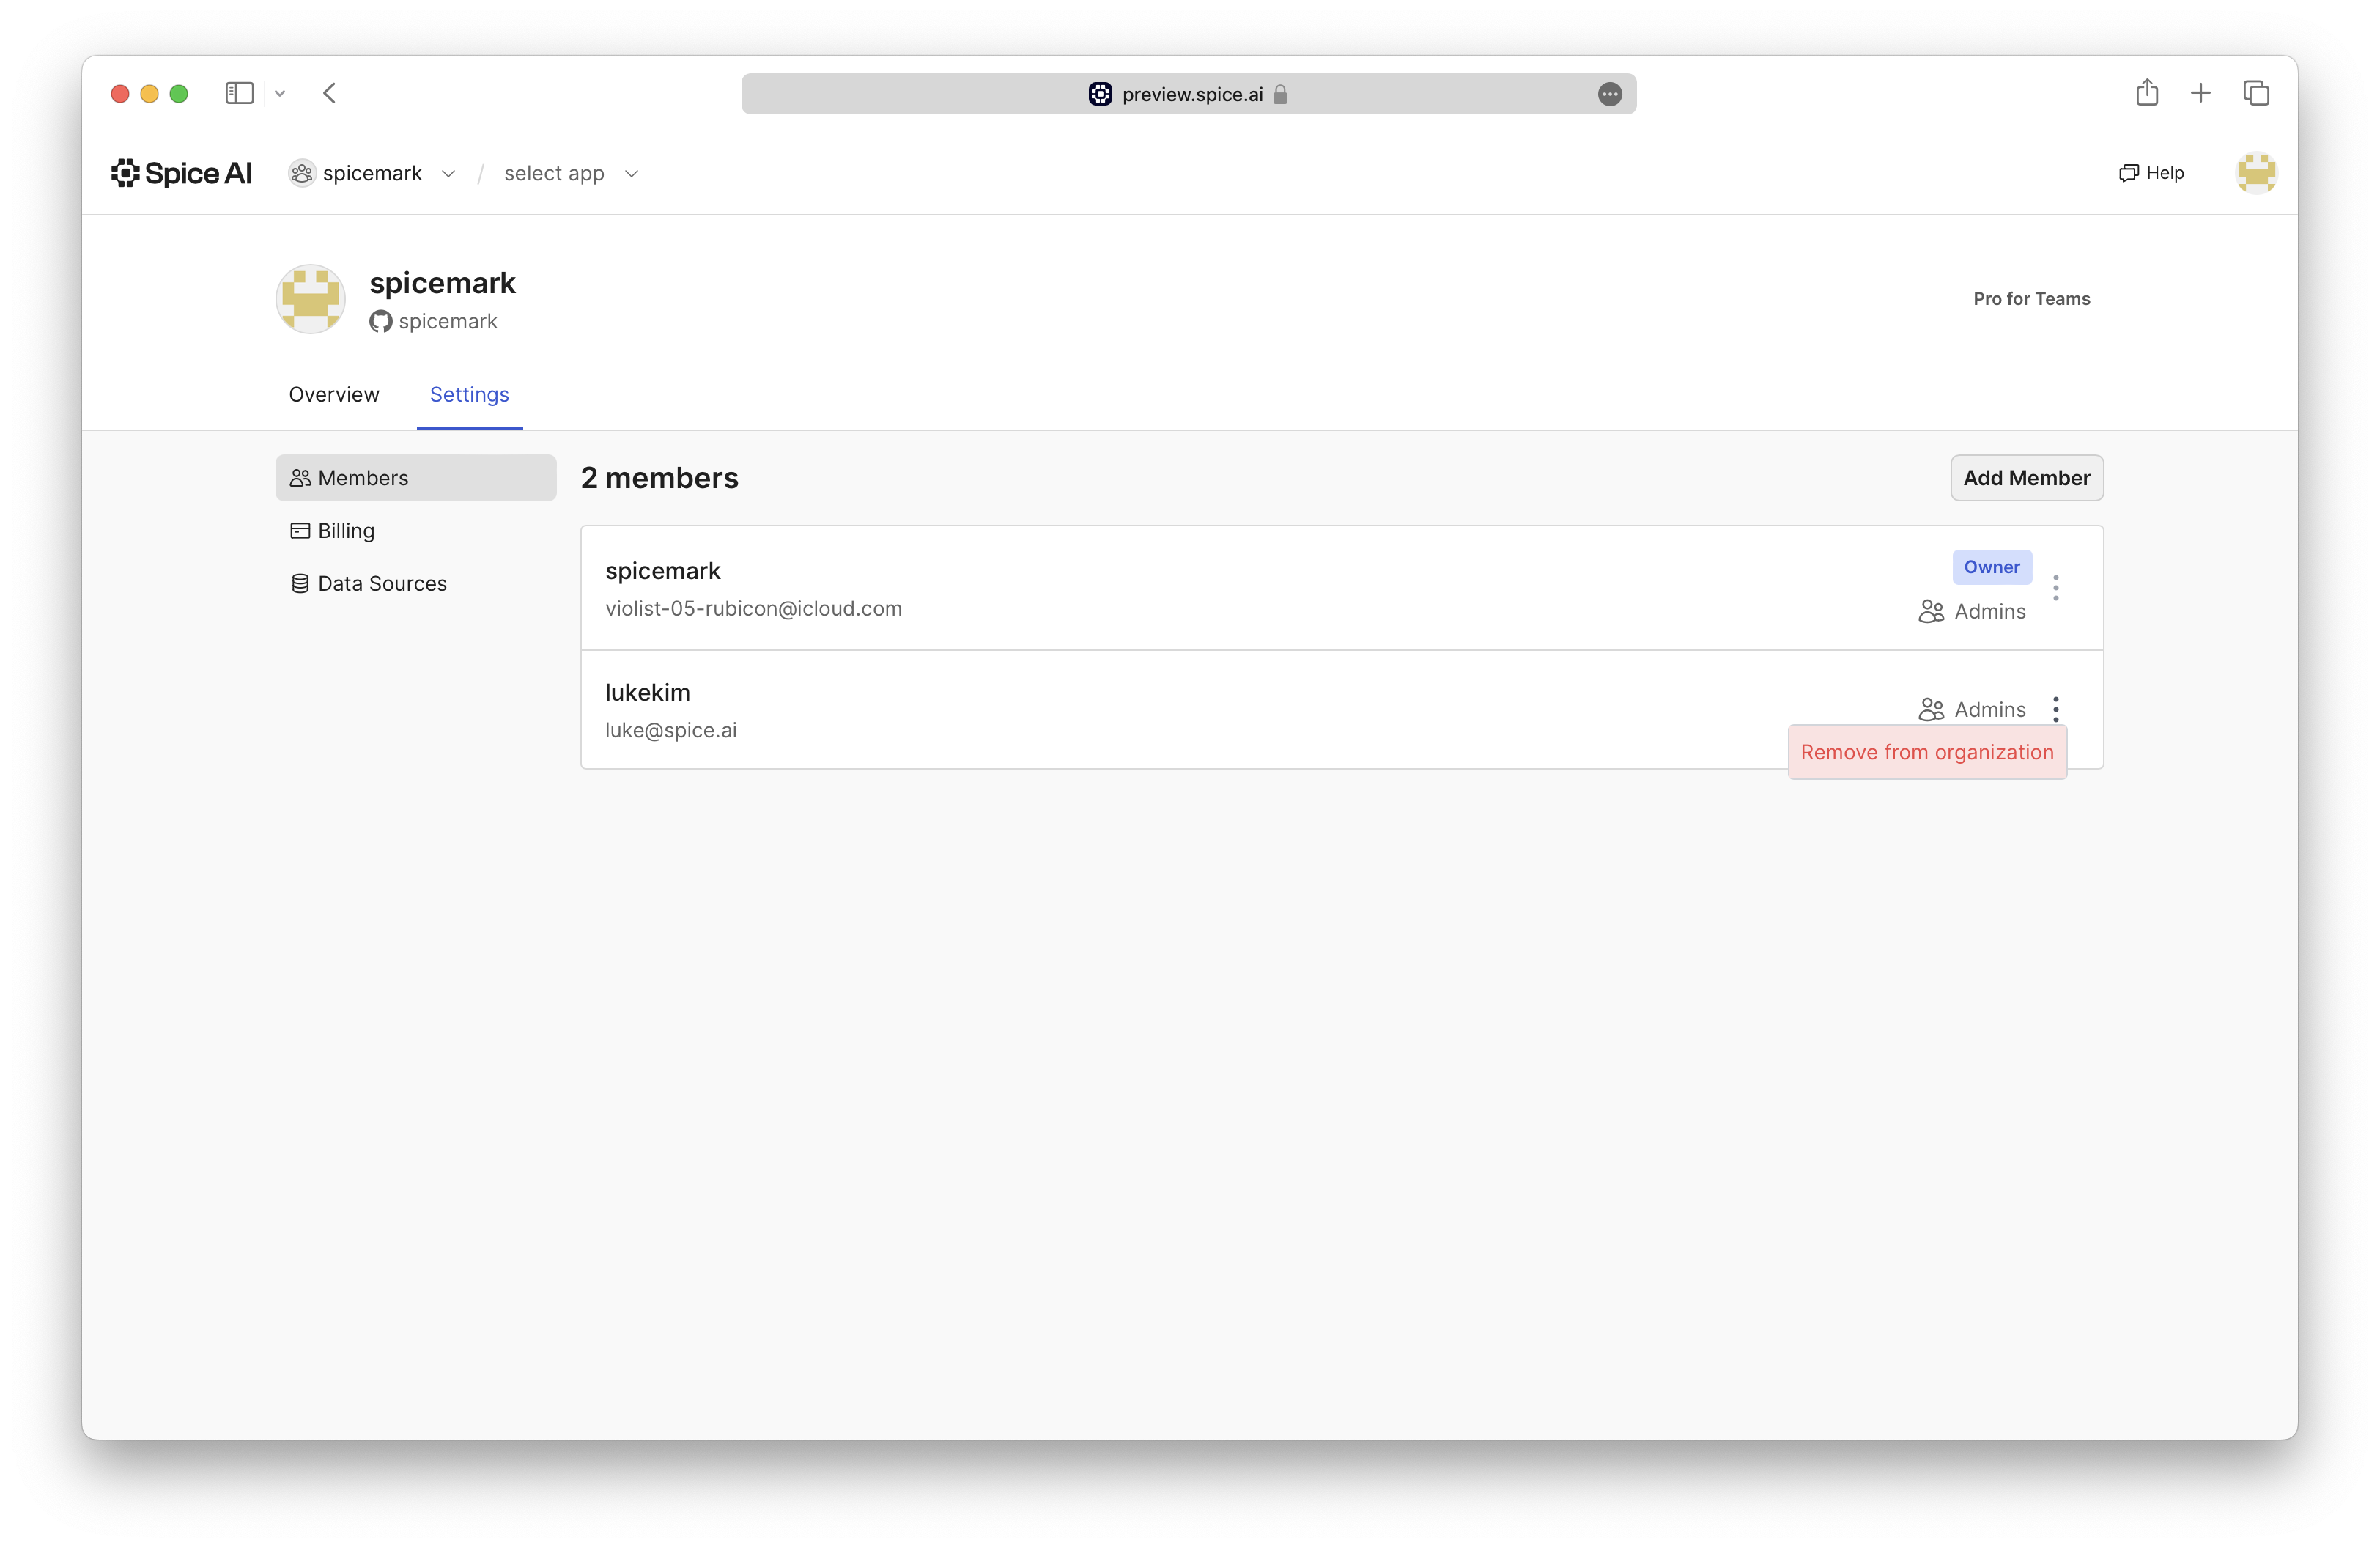 preview.spice.ai
Spice AI
spicemark / select app
Help
spicemark
spicemark
Pro for Teams
Overview
Settings
Members
Billing
Data Sources
2 members
Add Member
spicemark
violist-05-rubicon@icloud.com
Owner
Admins
lukekim
luke@spice.ai
Admins
Remove from organization